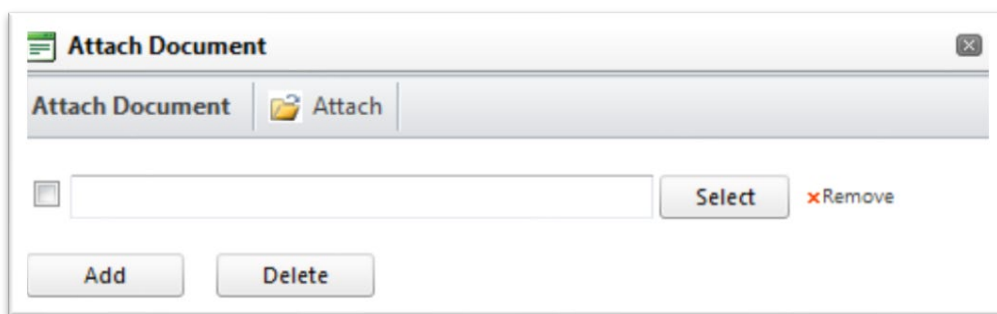 Attach Document
Attach Document Attach
Select Remove
Add Delete